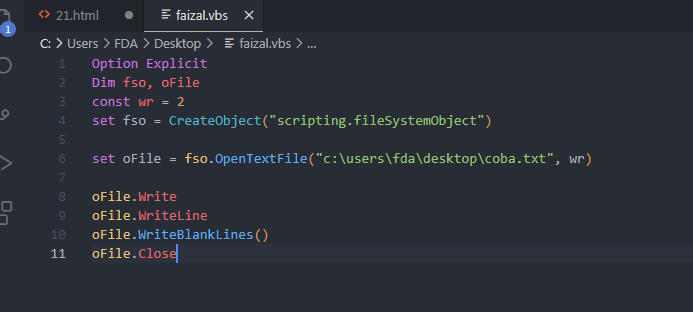 21.html
faizal.vbs
C: > Users > FDA > Desktop > faizal.vbs > ...
1
1 Option Explicit
2 Dim fso, oFile
3 const wr = 2
4 set fso = CreateObject("scripting.fileSystemObject")
5
6 set oFile = fso.OpenTextFile("c:\users\fda\desktop\coba.txt", wr)
7
8 oFile.Write
9 oFile.WriteLine
10 oFile.WriteBlankLines()
11 oFile.Close